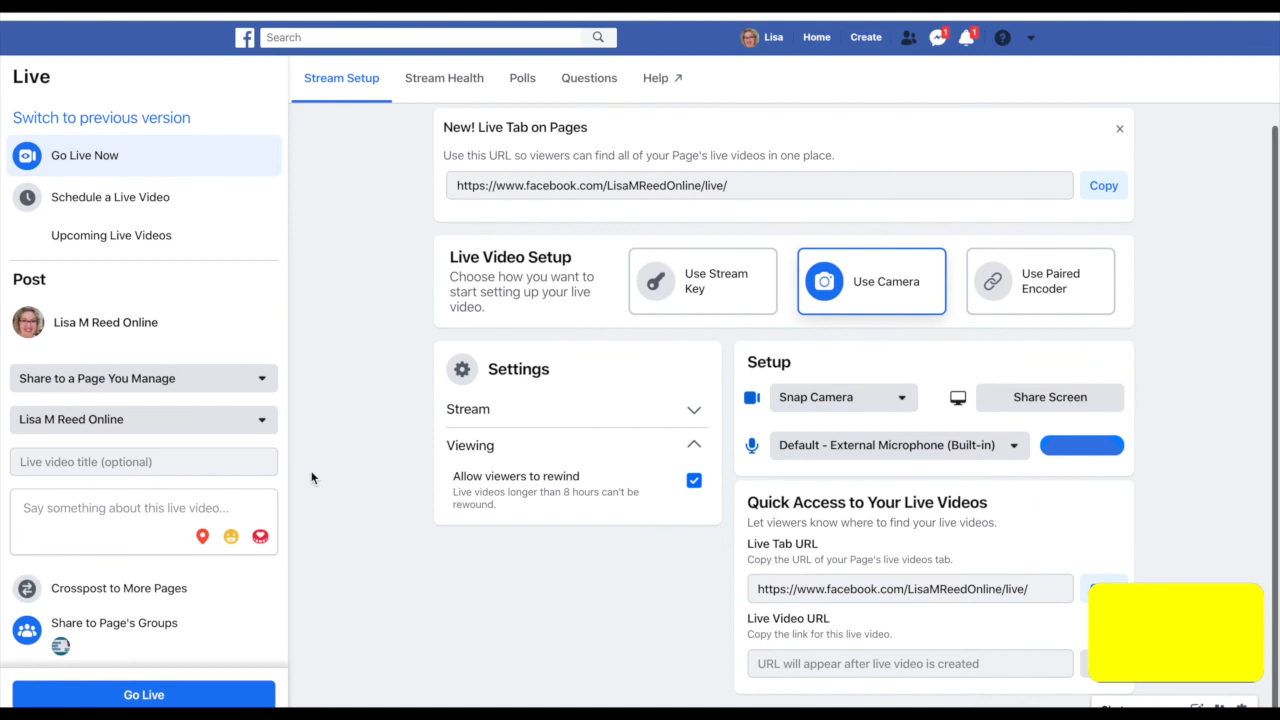 Search
Lisa
Home
Create
1
1
Live
Switch to previous version
Go Live Now
Schedule a Live Video
Upcoming Live Videos
Post
Lisa M Reed Online
Share to a Page You Manage
Lisa M Reed Online
Live video title (optional)
Say something about this live video...
Crosspost to More Pages
Share to Page's Groups
Go Live
Stream Setup
Stream Health
Polls
Questions
Help
New! Live Tab on Pages
Use this URL so viewers can find all of your Page's live videos in one place.
https://www.facebook.com/LisaMReedOnline/live/
Copy
Live Video Setup
Choose how you want to
start setting up your live
video.
Use Stream
Key
Use Camera
Use Paired
Encoder
Settings
Stream
Viewing
Allow viewers to rewind
Live videos longer than 8 hours can't be
rewound.
Setup
Snap Camera
Share Screen
Default - External Microphone (Built-in)
Quick Access to Your Live Videos
Let viewers know where to find your live videos.
Live Tab URL
Copy the URL of your Page's live videos tab.
https://www.facebook.com/LisaMReedOnline/live/
Live Video URL
Copy the link for this live video.
URL will appear after live video is created